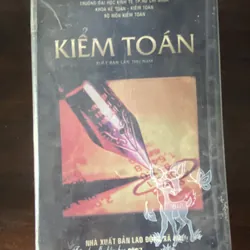 TRƯỜNG ĐẠI HỌC KINH TẾ TP HỒ CHÍ MINH
KHOA KẾ TOÁN - KIỂM TOÁN
BỘ MÔN KIỂM TOÁN
KIỂM TOÁN
NHÀ XUẤT BẢN LAO ĐỘNG XÃ HỘI